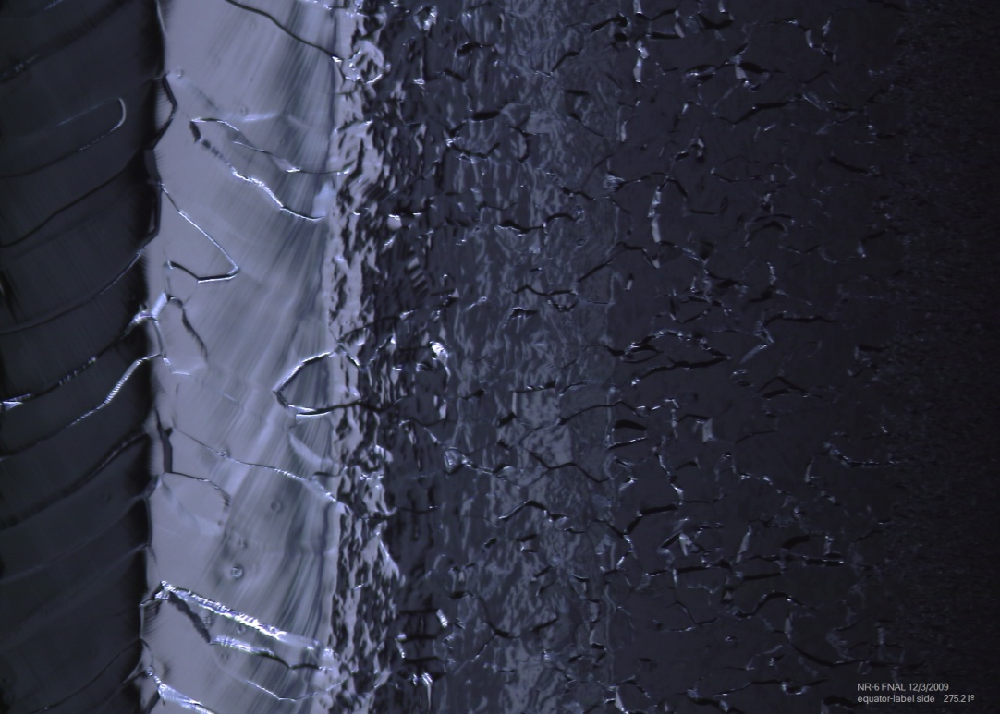 NR-6 FNAL 12/3/2009
equator-label side 275.21º